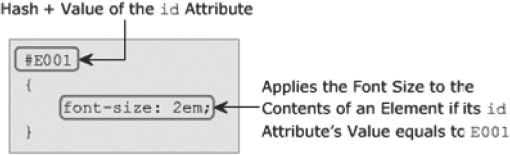 Hash + Value of the id Attribute
#E001
{
font-size: 2em;
}
Applies the Font Size to the
Contents of an Element if its id
Attribute's Value equals to E001